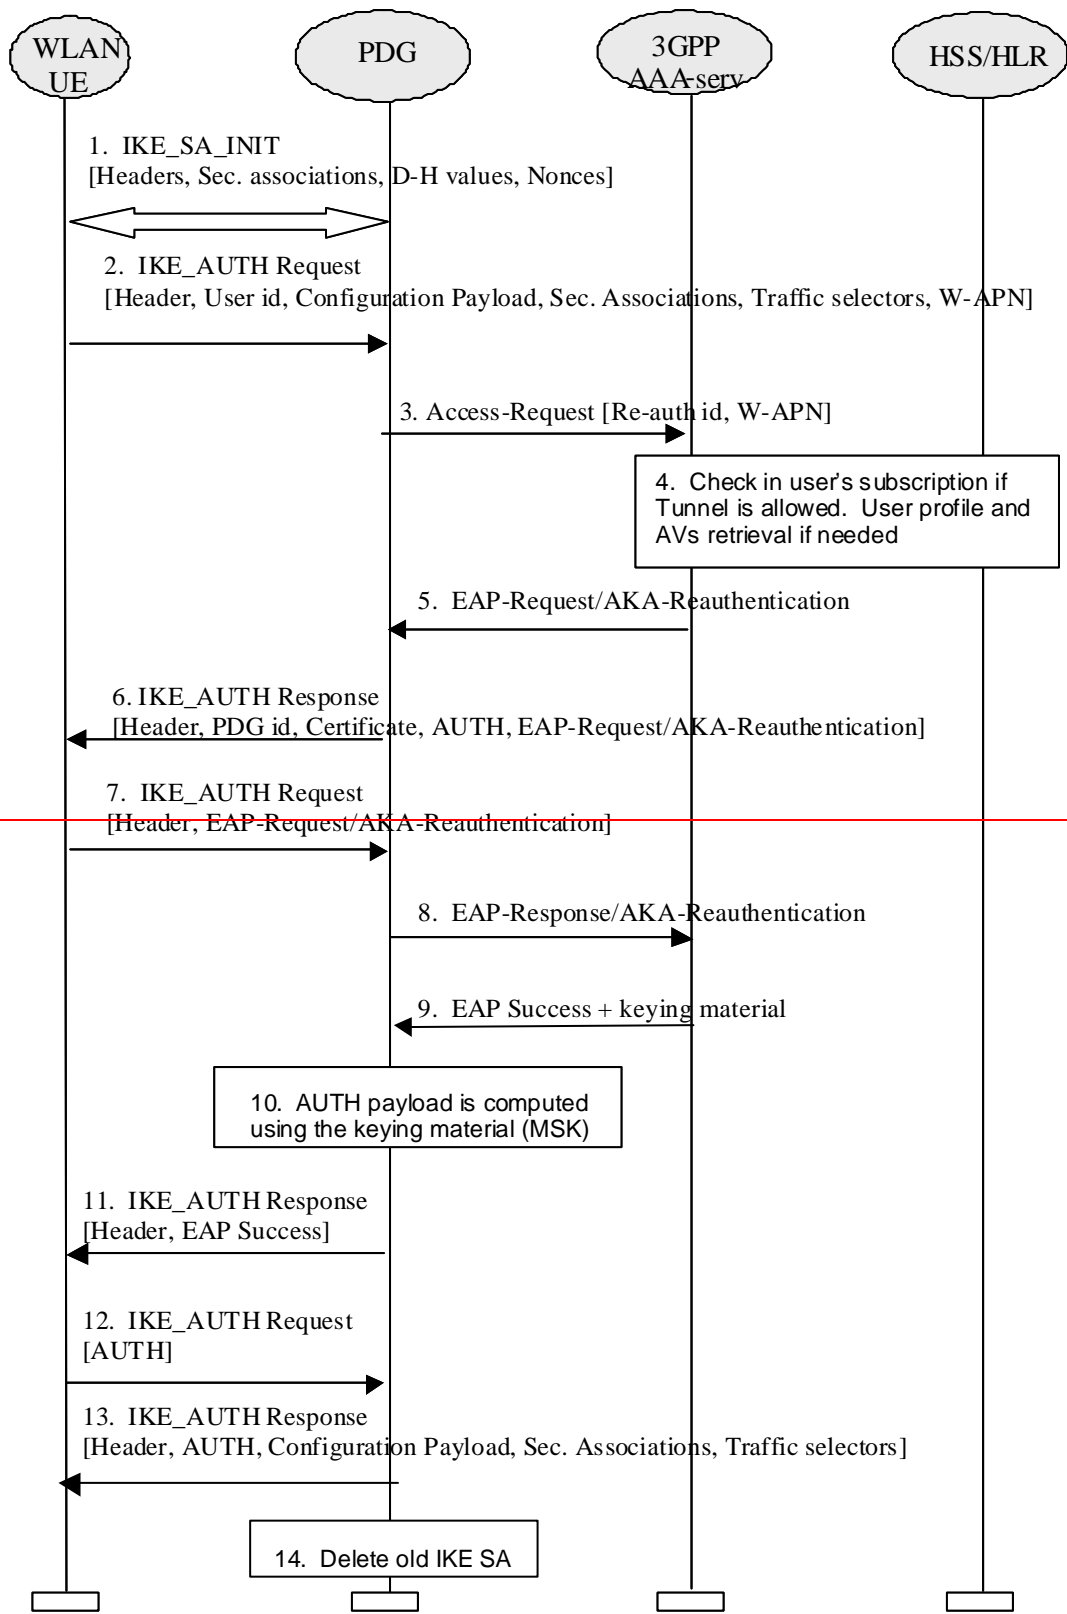 WLAN
UE
PDG
3GPP
AAA-serv
HSS/HLR
1. IKE_SA_INIT
[Headers, Sec. associations, D-H values, Nonces]
2. IKE_AUTH Request
[Header, User id, Configuration Payload, Sec. Associations, Traffic selectors, W-APN]
3. Access-Request [Re-auth id, W-APN]
4. Check in user's subscription if
Tunnel is allowed. User profile and
AVs retrieval if needed
5. EAP-Request/AKA-Reauthentication
6. IKE_AUTH Response
[Header, PDG id, Certificate, AUTH, EAP-Request/AKA-Reauthentication]
7. IKE_AUTH Request
[Header, EAP-Request/AKA-Reauthentication]
8. EAP-Response/AKA-Reauthentication
9. EAP Success + keying material
10. AUTH payload is computed
using the keying material (MSK)
11. IKE_AUTH Response
[Header, EAP Success]
12. IKE_AUTH Request
[AUTH]
13. IKE_AUTH Response
[Header, AUTH, Configuration Payload, Sec. Associations, Traffic selectors]
14. Delete old IKE SA